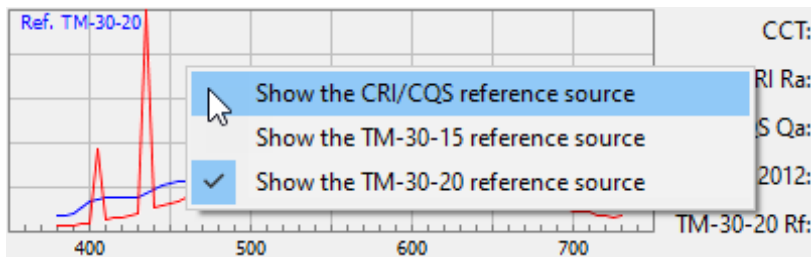 Ref. TM-30-20
CCT:
Show the CRI/CQS reference source
RI Ra:
Show the TM-30-15 reference source
S Qa:
Show the TM-30-20 reference source
2012:
TM-30-20 Rf:
400 500 600 700